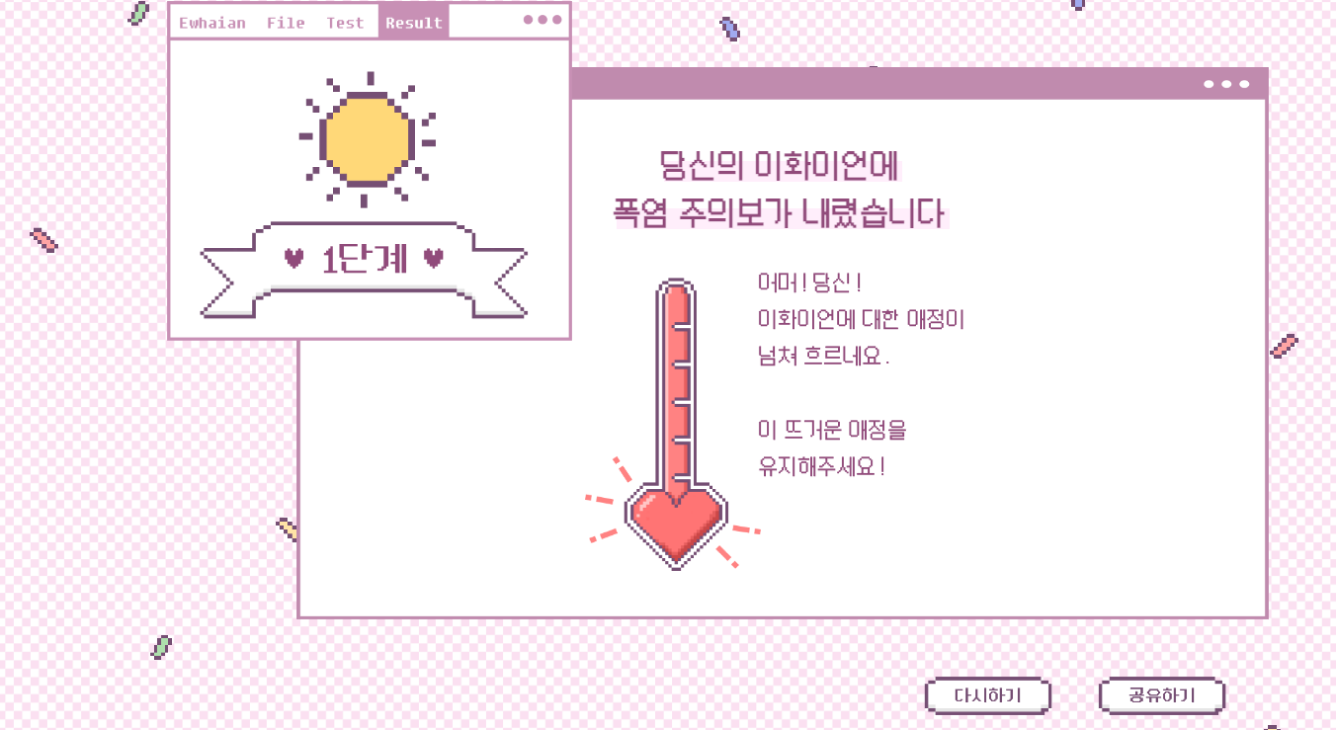 Ewhaian File Test Result
♥ 1단계 ♥
당신의 이화이언에
폭염 주의보가 내렸습니다
어머! 당신!
이화이언에 대한 애정이
넘쳐 흐르네요.
이 뜨거운 애정을
유지해주세요!
다시하기
공유하기